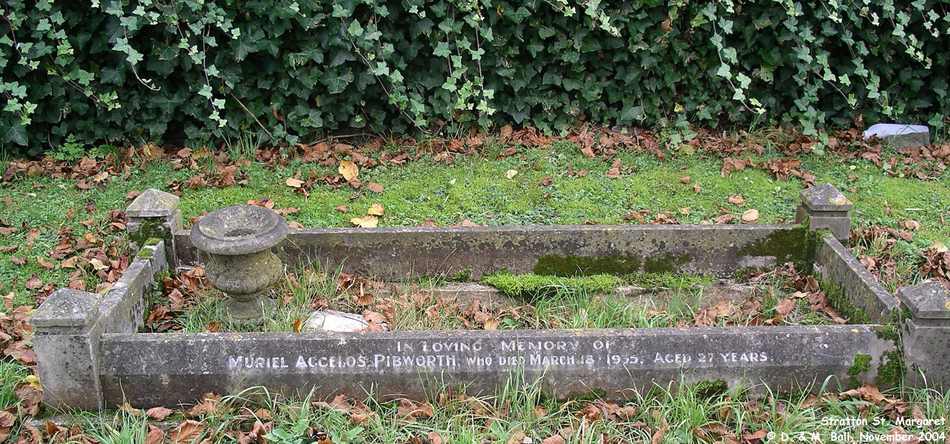 IN LOVING MEMORY OF
MURIEL ACCELOS PIBWORTH, WHO DIED MARCH 18 1935. AGED 27 YEARS.
Stratton St. Margaret
© D. & M. Ball, November